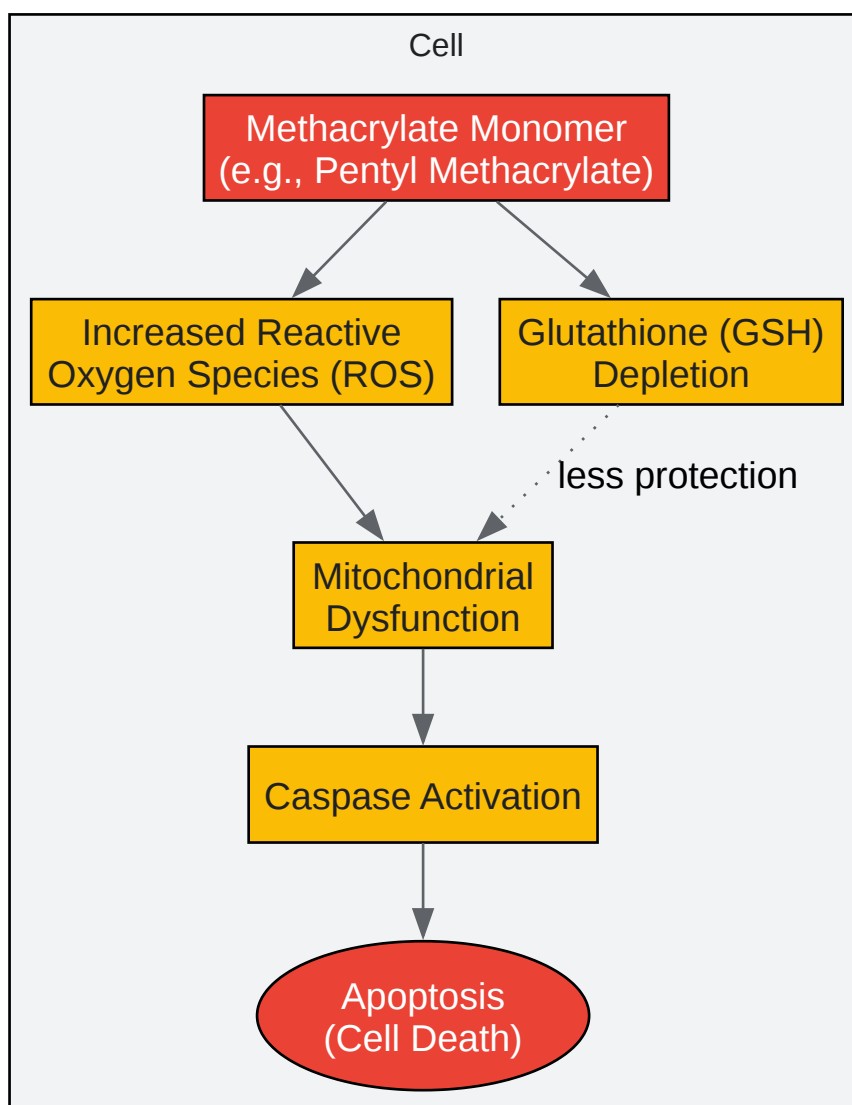 Cell
Methacrylate Monomer
(e.g., Pentyl Methacrylate)
Increased Reactive
Oxygen Species (ROS)
Glutathione (GSH)
Depletion
less protection
Mitochondrial
Dysfunction
Caspase Activation
Apoptosis
(Cell Death)